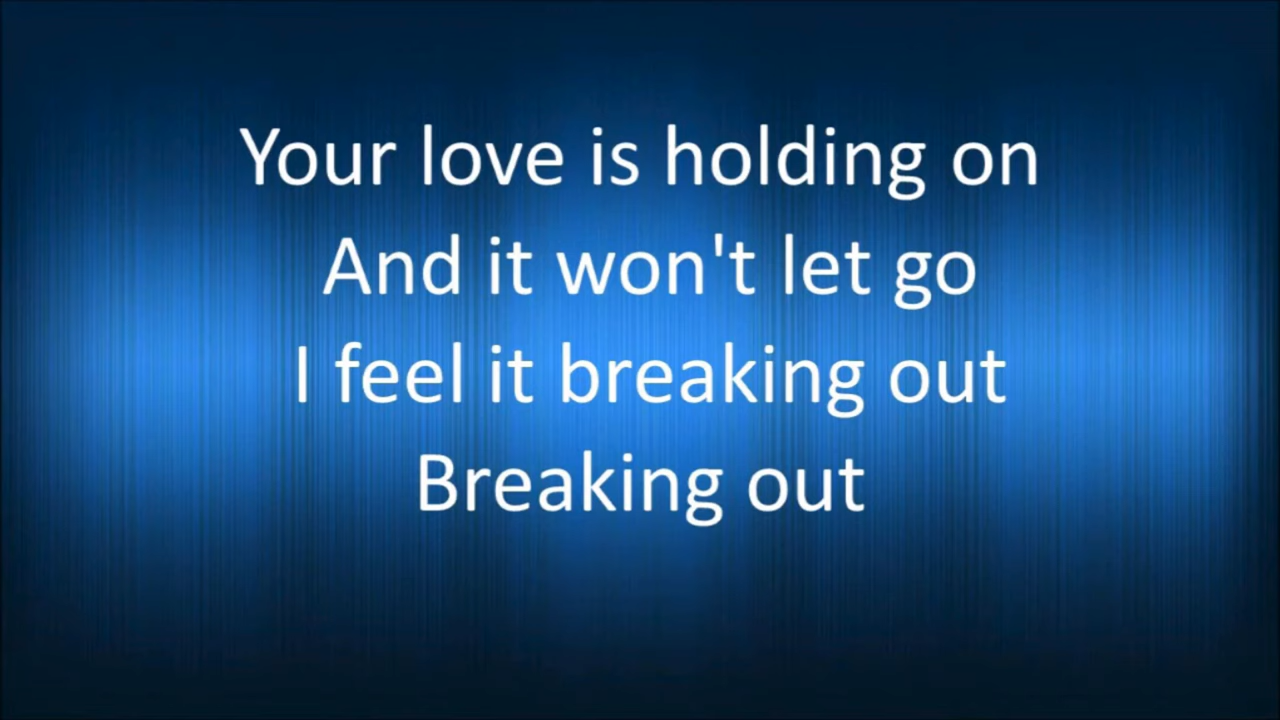 Your love is holding on
And it won't let go
I feel it breaking out
Breaking out